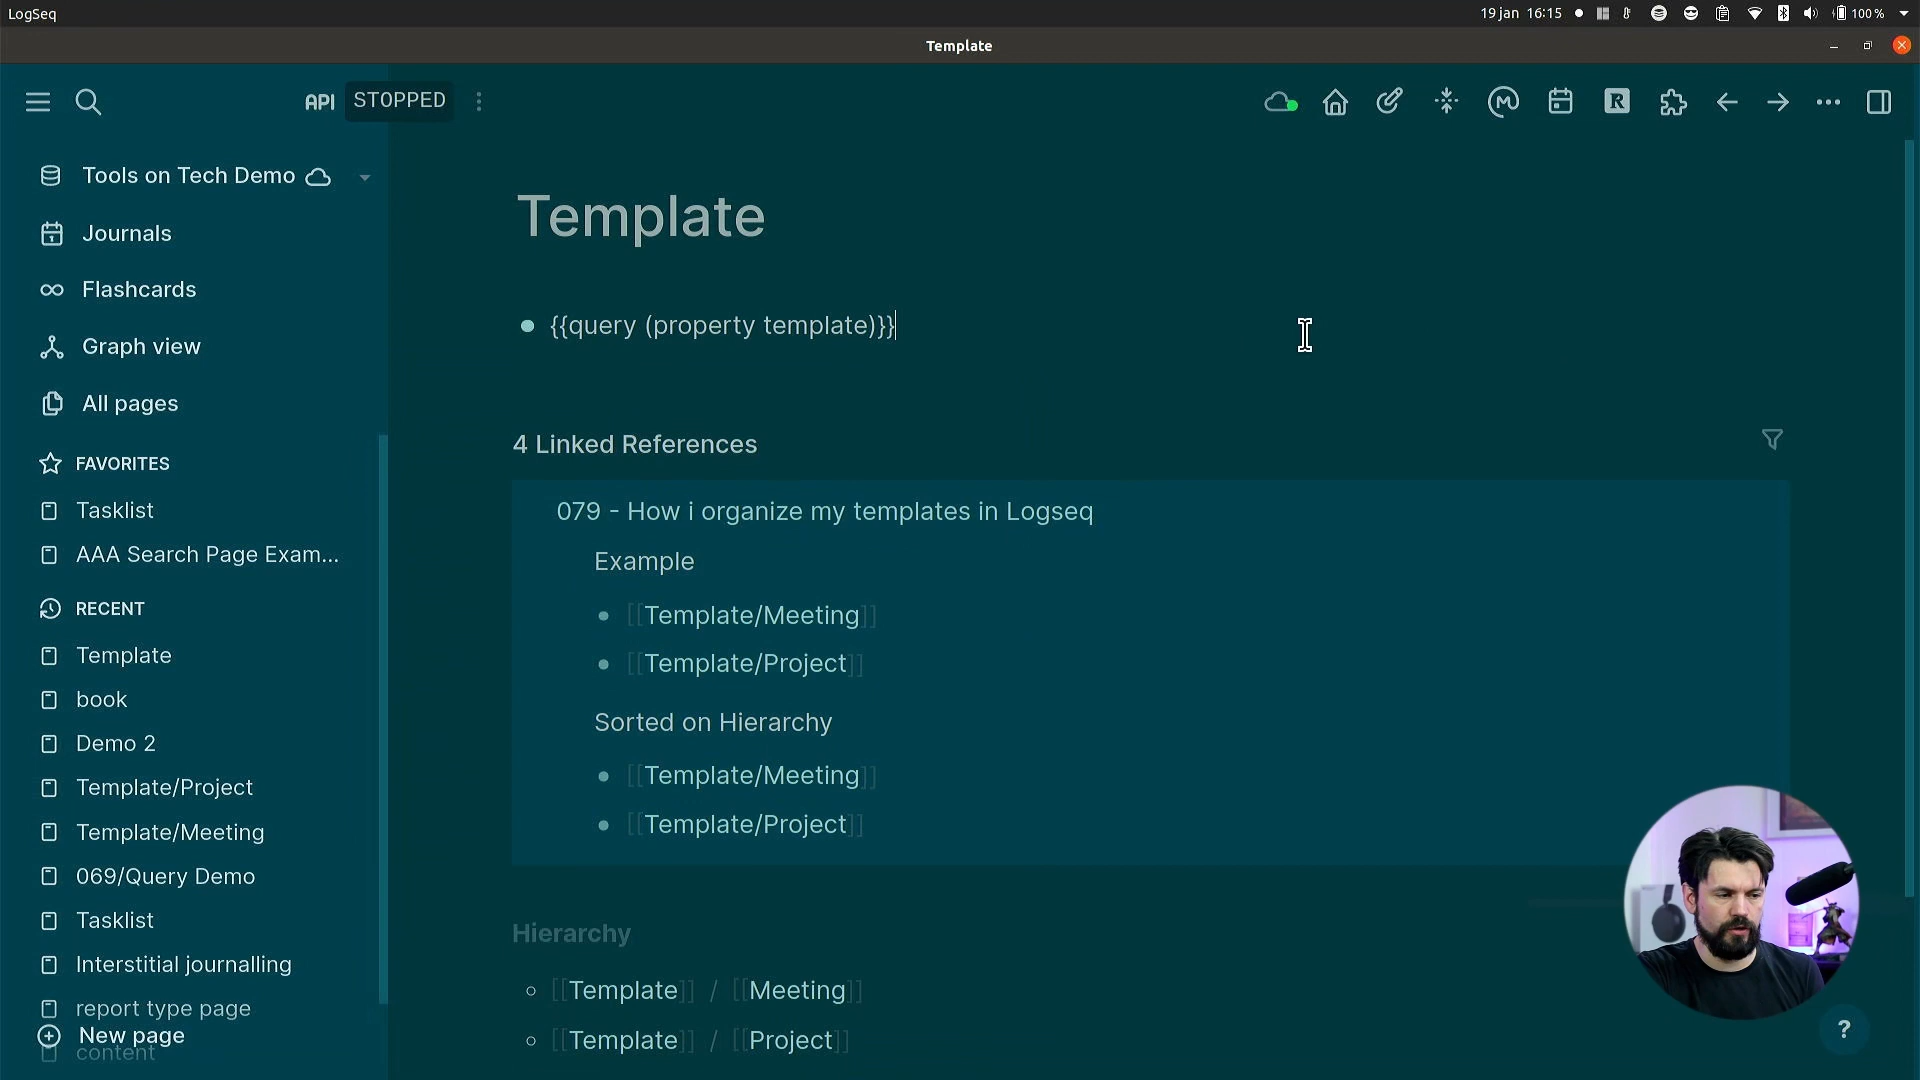 LogSeq
19 jan 16:15
100 %
Template
API STOPPED
Tools on Tech Demo
Journals
Flashcards
Graph view
All pages
FAVORITES
Tasklist
AAA Search Page Exam...
RECENT
Template
book
Demo 2
Template/Project
Template/Meeting
069/Query Demo
Tasklist
Interstitial journalling
report type page
New page
content
Template
{{query (property template)}}
4 Linked References
079 - How i organize my templates in Logseq
Example
[[Template/Meeting]]
[[Template/Project]]
Sorted on Hierarchy
[[Template/Meeting]]
[[Template/Project]]
Hierarchy
[[Template]] / [[Meeting]]
[[Template]] / [[Project]]
?